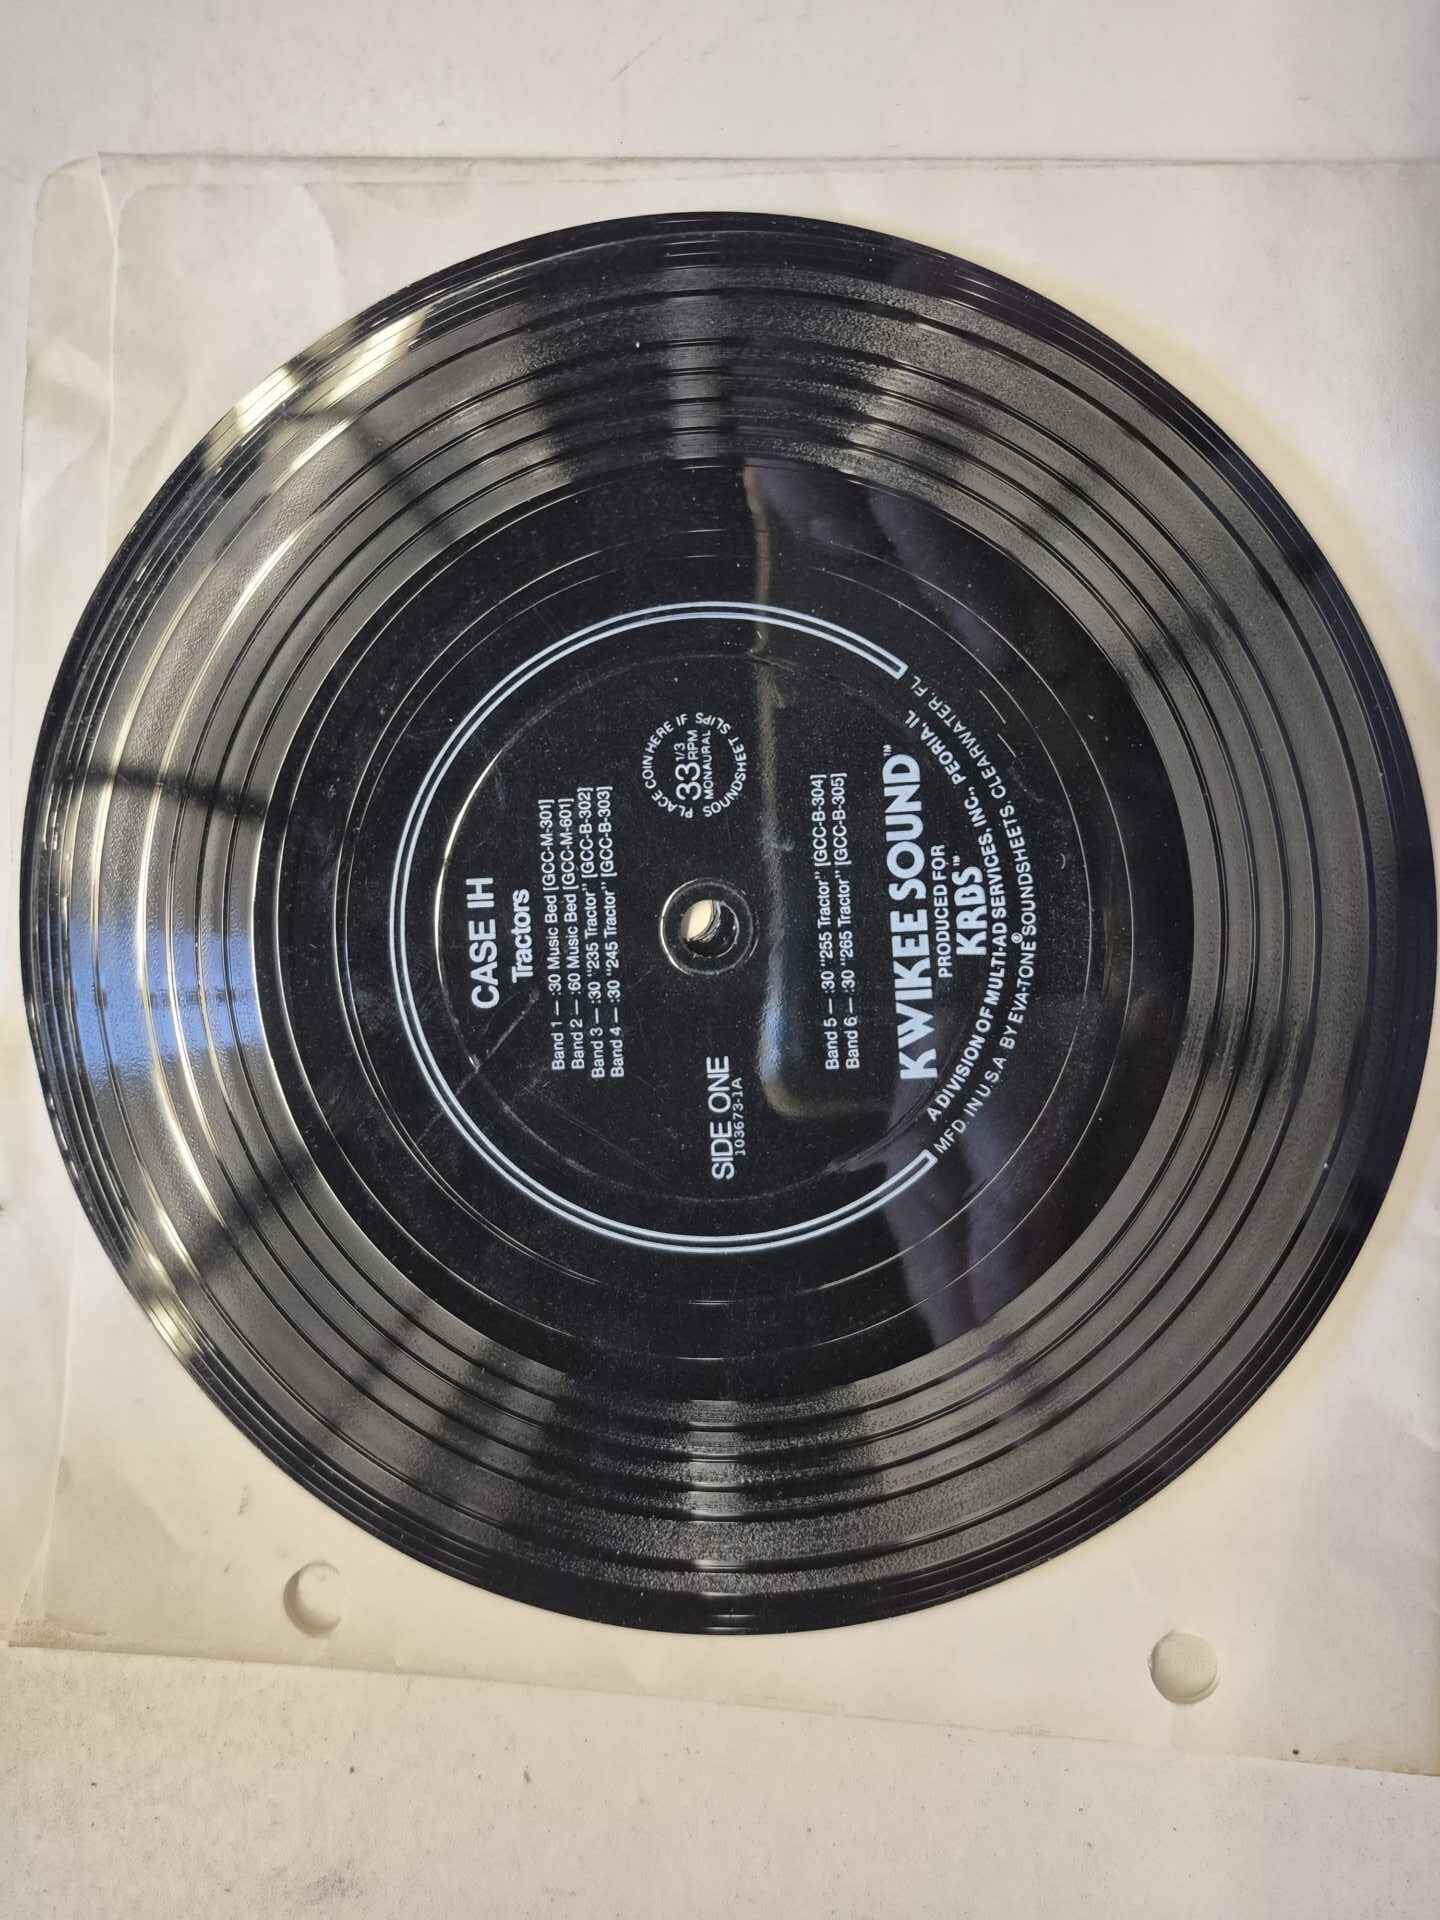 CASE IH
Tractors
Band 1 — :30 Music Bed [GCC-M-301]
Band 2 — :60 Music Bed [GCC-M-601]
Band 3 — :30 "235 Tractor" [GCC-B-302]
Band 4 — :30 "245 Tractor" [GCC-B-303]
SIDE ONE
103673-1A
PLACE COIN HERE IF
33 1/3
RPM
MONAURAL
SOUNDSHEET SLIPS
Band 5 — :30 "255 Tractor" [GCC-B-304]
Band 6 — :30 "265 Tractor" [GCC-B-305]
KWIKEE SOUND™
PRODUCED FOR
KRBS™
A DIVISION OF MULTI-AD SERVICES, INC., PEORIA, IL
MFD. IN U.S.A. BY EVA-TONE® SOUNDSHEETS, CLEARWATER, FL